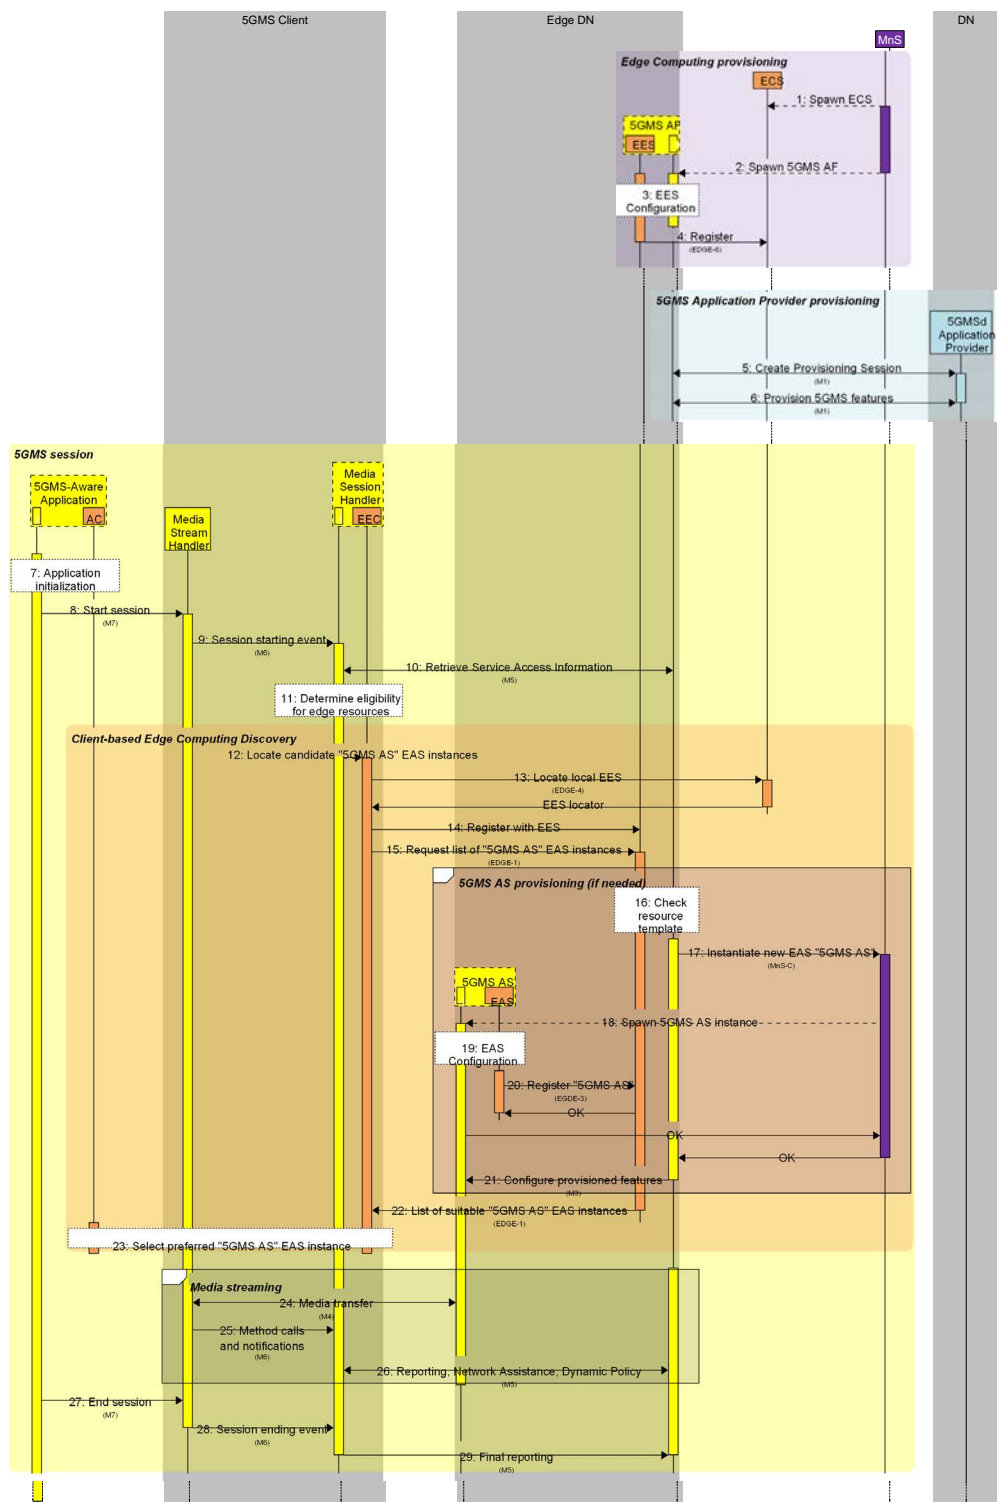 5GMS Client
Edge DN
DN
MnS
Edge Computing provisioning
ECS
1: Spawn ECS
5GMS AF
EES
2: Spawn 5GMS AF
3: EES
Configuration
4: Register
(EDGE-6)
5GMS Application Provider provisioning
5GMSd
Application
Provider
5: Create Provisioning Session
(M1)
6: Provision 5GMS features
(M1)
5GMS session
5GMS-Aware
Application
AC
Media
Stream
Handler
Media
Session
Handler
EEC
7: Application
initialization
8: Start session
(M7)
9: Session starting event
(M6)
10: Retrieve Service Access Information
(M5)
11: Determine eligibility
for edge resources
Client-based Edge Computing Discovery
12: Locate candidate "5GMS AS" EAS instances
13: Locate local EES
(EDGE-4)
EES locator
14: Register with EES
15: Request list of "5GMS AS" EAS instances
(EDGE-1)
5GMS AS provisioning (if needed)
16: Check
resource
template
17: Instantiate new EAS "5GMS AS"
(MnS-C)
5GMS AS
EAS
18: Spawn 5GMS AS instance
19: EAS
Configuration
20: Register "5GMS AS"
(EGDE-3)
OK
OK
OK
21: Configure provisioned features
(M3)
22: List of suitable "5GMS AS" EAS instances
(EDGE-1)
23: Select preferred "5GMS AS" EAS instance
Media streaming
24: Media transfer
(M4)
25: Method calls
and notifications
(M6)
26: Reporting, Network Assistance, Dynamic Policy
(M5)
27: End session
(M7)
28: Session ending event
(M6)
29: Final reporting
(M5)